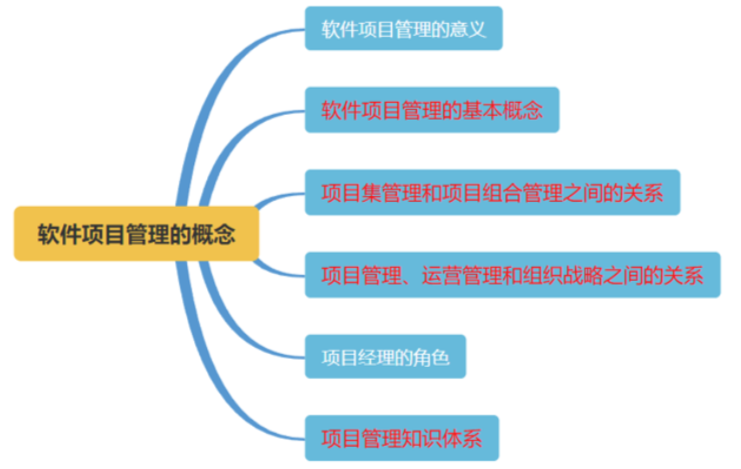 软件项目管理的意义
软件项目管理的基本概念
项目集管理和项目组合管理之间的关系
软件项目管理的概念
项目管理、运营管理和组织战略之间的关系
项目经理的角色
项目管理知识体系